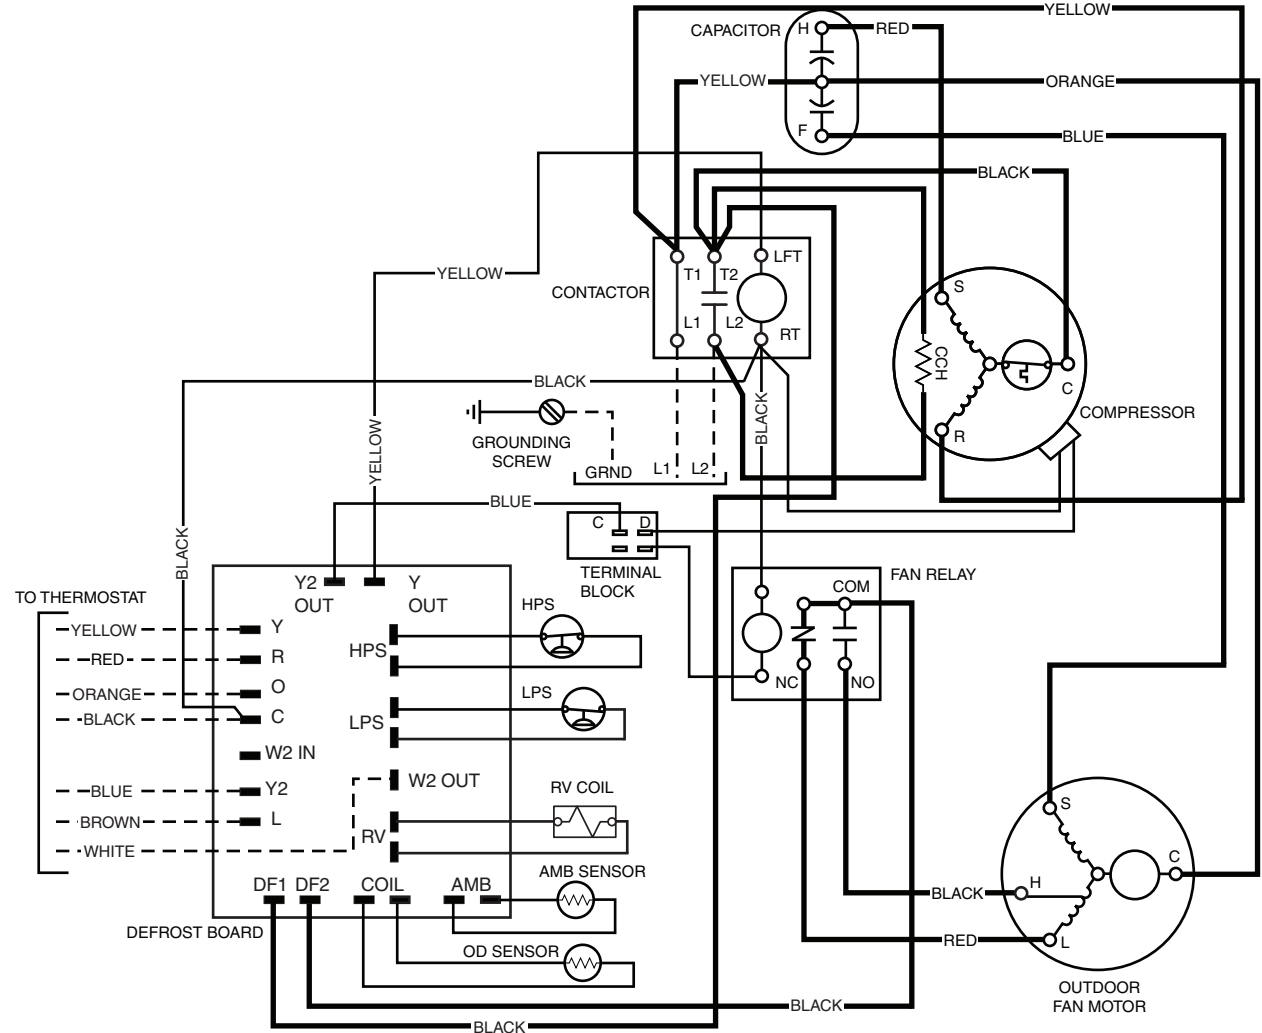 YELLOW
CAPACITOR
H
RED
YELLOW
ORANGE
F
BLUE
BLACK
YELLOW
T1
T2
LFT
CONTACTOR
L1
L2
RT
S
CCH
C
R
COMPRESSOR
BLACK
BLACK
YELLOW
GROUNDING
SCREW
GRND
L1
L2
BLUE
C
D
TERMINAL
BLOCK
BLACK
FAN RELAY
COM
NC
NO
TO THERMOSTAT
Y2
OUT
Y
OUT
HPS
YELLOW
Y
RED
R
HPS
ORANGE
O
BLACK
C
LPS
LPS
W2 IN
W2 OUT
BLUE
Y2
RV COIL
BROWN
L
RV
WHITE
AMB SENSOR
DF1
DF2
COIL
AMB
DEFROST BOARD
OD SENSOR
S
C
H
BLACK
L
RED
OUTDOOR
FAN MOTOR
BLACK
BLACK